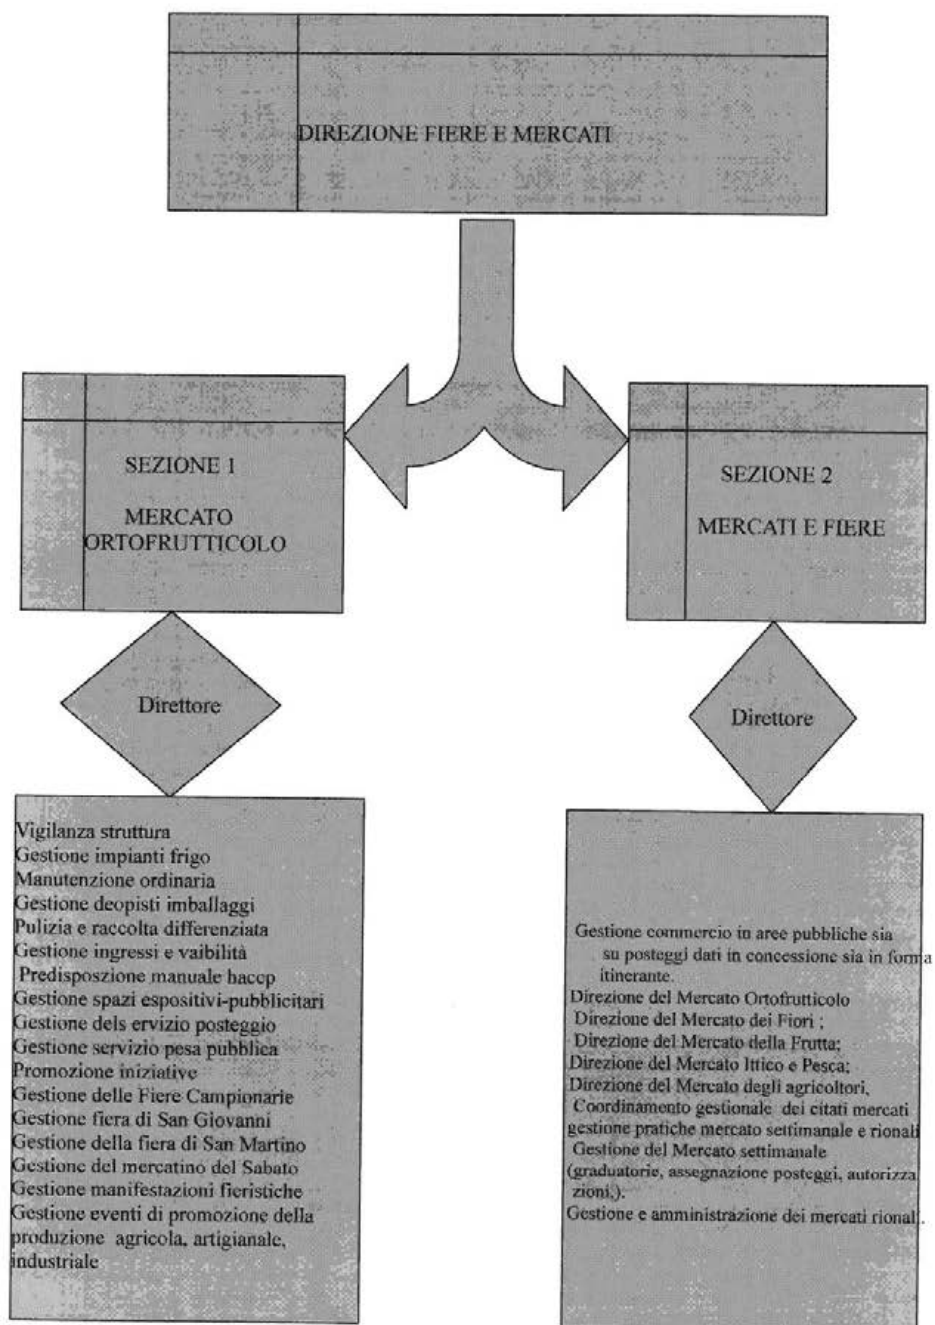 DIREZIONE FIERE E MERCATI
SEZIONE 1
MERCATO
ORTOFRUTTICOLO
Direttore
Vigilanza struttura
Gestione impianti frigo
Manutenzione ordinaria
Gestione deopisti imballaggi
Pulizia e raccolta differenziata
Gestione ingressi e vaibilità
Predisposzione manuale haccp
Gestione spazi espositivi-pubblicitari
Gestione dels ervizio posteggio
Gestione servizio pesa pubblica
Promozione iniziative
Gestione delle Fiere Campionarie
Gestione fiera di San Giovanni
Gestione della fiera di San Martino
Gestione del mercatino del Sabato
Gestione manifestazioni fieristiche
Gestione eventi di promozione della
produzione agricola, artigianale,
industriale
SEZIONE 2
MERCATI E FIERE
Direttore
Gestione commercio in aree pubbliche sia
su posteggi dati in concessione sia in forma
itinerante.
Direzione del Mercato Ortofrutticolo
Direzione del Mercato dei Fiori ;
Direzione del Mercato della Frutta;
Direzione del Mercato Ittico e Pesca;
Direzione del Mercato degli agricoltori,
Coordinamento gestionale dei citati mercati
gestione pratiche mercato settimanale e rionali
Gestione del Mercato settimanale
(graduatorie, assegnazione posteggi, autorizza
zioni,).
Gestione e amministrazione dei mercati rionali.